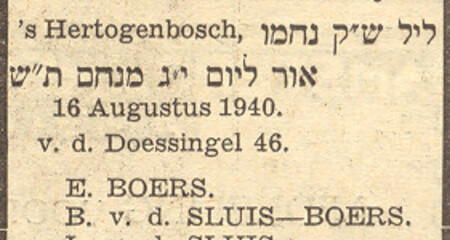 's Hertogenbosch, ליל ש״ק נחמו
אור ליום י״ג מנחם ת״ש
16 Augustus 1940.
v. d. Doessingel 46.
E. BOERS.
B. v. d. SLUIS—BOERS.